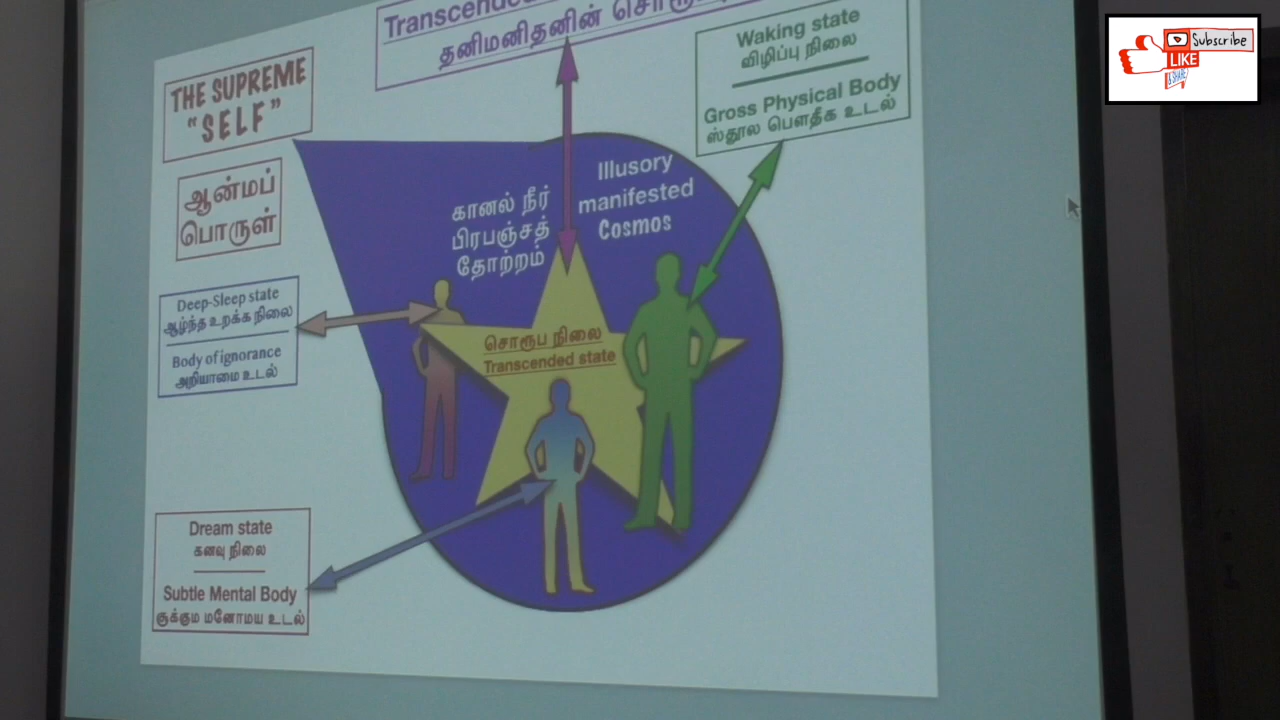 Transcended
தனிமனிதனின்
Waking state
விழிப்பு நிலை
Gross Physical Body
ஸ்தூல பௌதீக உடல்
Subscribe
LIKE
& SHARE
THE SUPREME
“SELF”
ஆன்மப்
பொருள்
கானல் நீர்
பிரபஞ்சத்
தோற்றம்
Illusory
manifested
Cosmos
Deep-Sleep state
ஆழ்ந்த உறக்க நிலை
Body of ignorance
அறியாமை உடல்
சொரூப நிலை
Transcended state
Dream state
கனவு நிலை
Subtle Mental Body
சூக்கும மனோமய உடல்